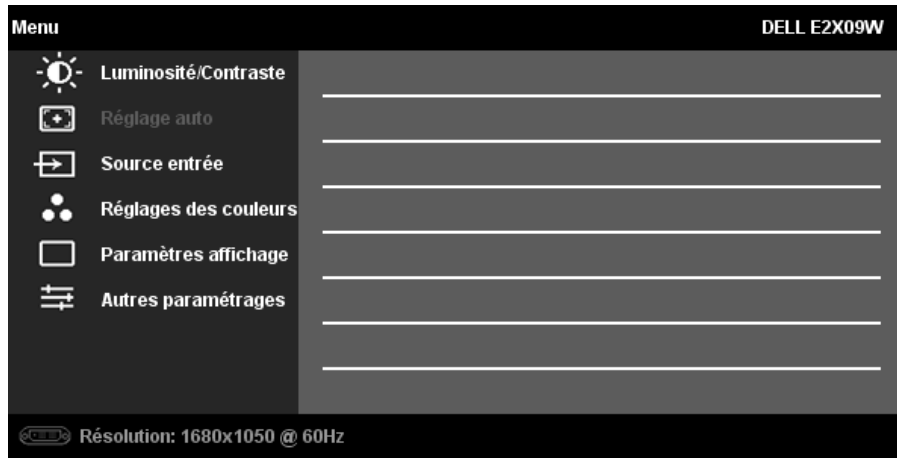 Menu DELL E2X09W
Luminosité/Contraste
Réglage auto
Source entrée
Réglages des couleurs
Paramètres affichage
Autres paramétrages
Résolution: 1680x1050 @ 60Hz